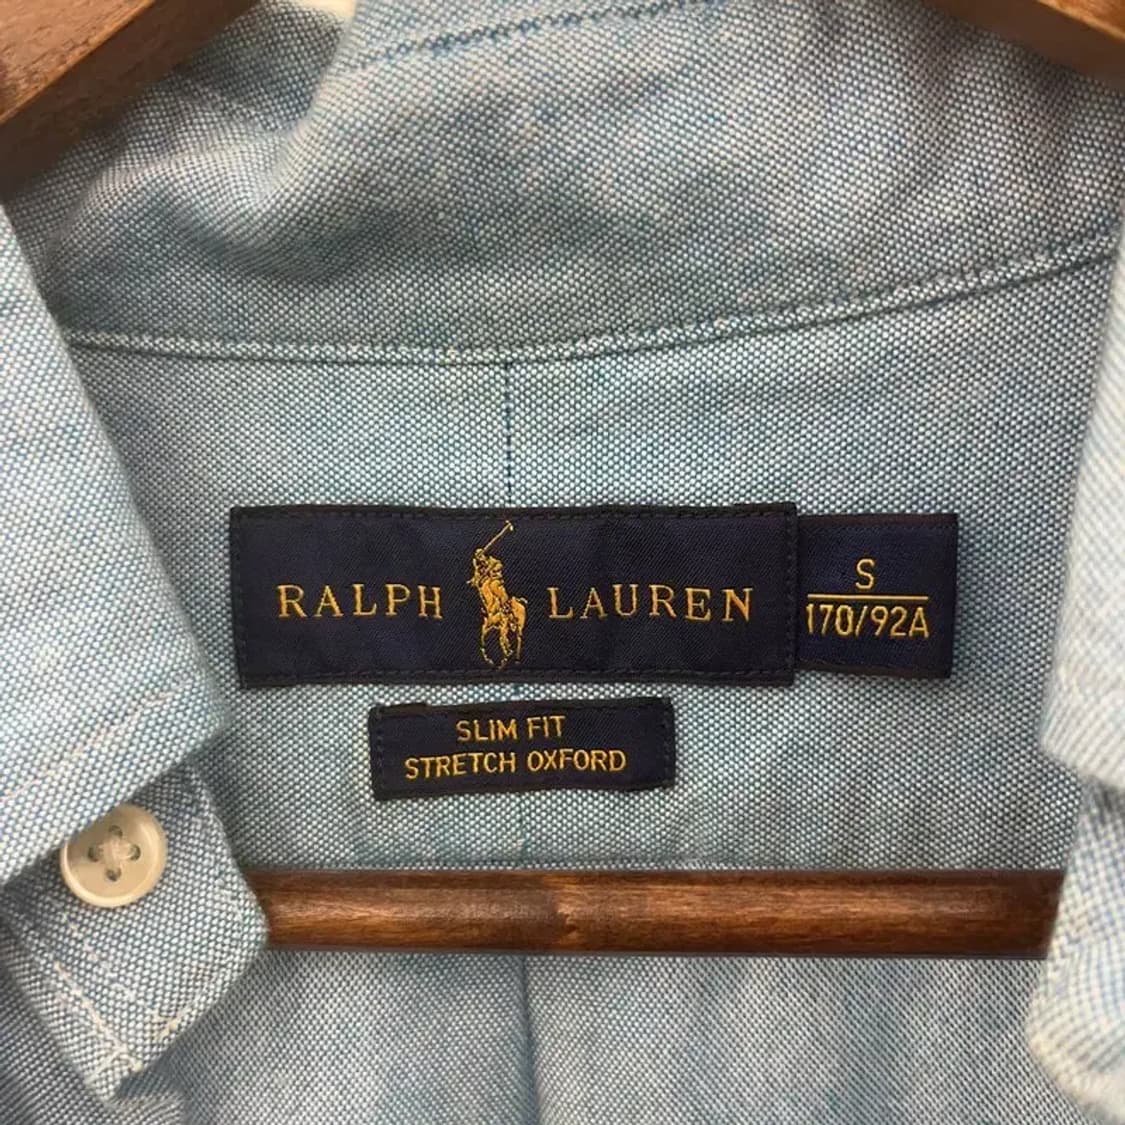 RALPH LAUREN
S
170/92A
SLIM FIT
STRETCH OXFORD